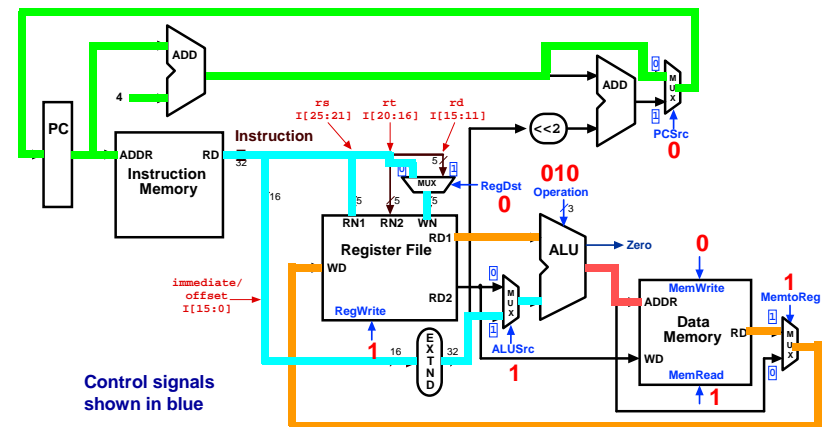 0
M
U
X
1
PCSrc
0
ADD
4
ADD
<<2
PC
ADDR
RD
Instruction
Memory
Instruction
32
16
rs
I[25:21]
rt
I[20:16]
rd
I[15:11]
5
0
MUX
1
RegDst
0
5
5
5
RN1
RN2
WN
Register File
RD1
WD
RD2
RegWrite
1
010
Operation
3
ALU
Zero
immediate/
offset
I[15:0]
16
E
X
T
N
D
32
0
M
U
X
1
ALUSrc
1
0
MemWrite
ADDR
Data
Memory
RD
WD
MemRead
1
1
MemtoReg
1
M
U
X
0
Control signals
shown in blue